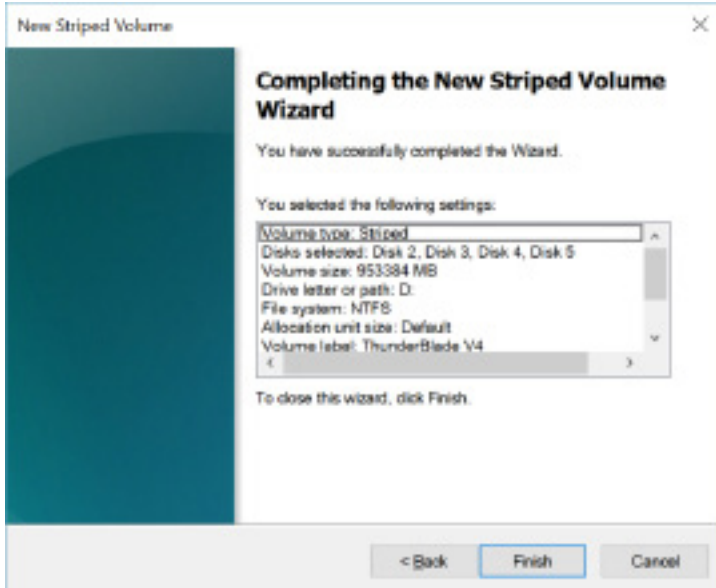 New Striped Volume
Completing the New Striped Volume
Wizard
You have successfully completed the Wizard.
You selected the following settings:
Volume type: Striped
Disks selected: Disk 2, Disk 3, Disk 4, Disk 5
Volume size: 953384 MB
Drive letter or path: D:
File system: NTFS
Allocation unit size: Default
Volume label: ThunderBlade V4
To close this wizard, click Finish.
< Back
Finish
Cancel